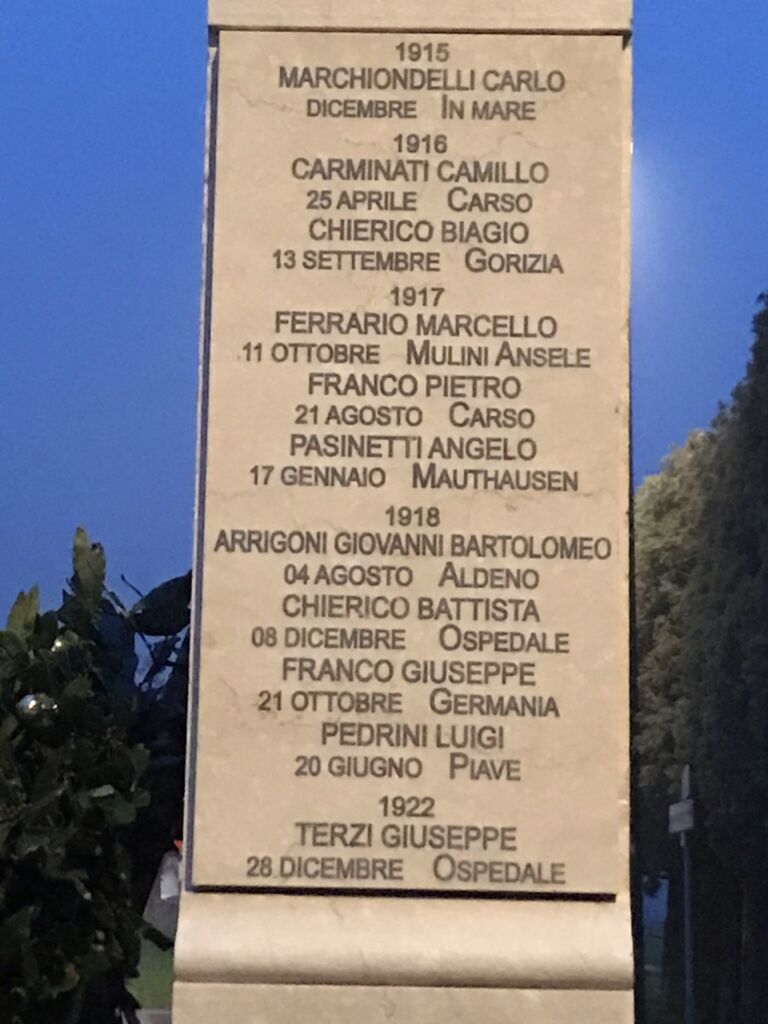 1915
MARCHIONDELLI CARLO
DICEMBRE IN MARE
1916
CARMINATI CAMILLO
25 APRILE CARSO
CHIERICO BIAGIO
13 SETTEMBRE GORIZIA
1917
FERRARIO MARCELLO
11 OTTOBRE MULINI ANSELE
FRANCO PIETRO
21 AGOSTO CARSO
PASINETTI ANGELO
17 GENNAIO MAUTHAUSEN
1918
ARRIGONI GIOVANNI BARTOLOMEO
04 AGOSTO ALDENO
CHIERICO BATTISTA
08 DICEMBRE OSPEDALE
FRANCO GIUSEPPE
21 OTTOBRE GERMANIA
PEDRINI LUIGI
20 GIUGNO PIAVE
1922
TERZI GIUSEPPE
28 DICEMBRE OSPEDALE